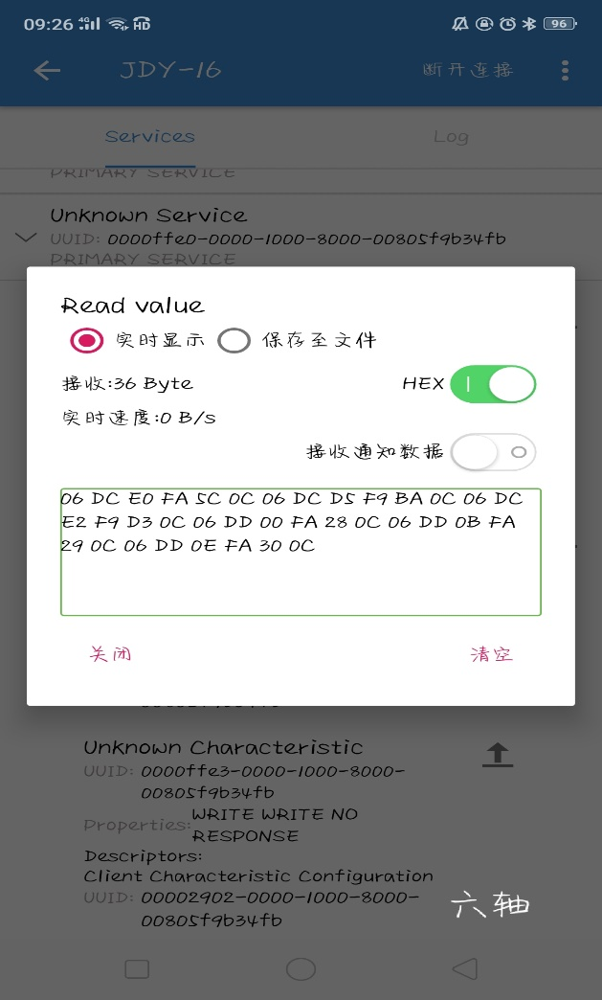 09:26 4G HD 96
JDY-16 断开连接
Services Log
PRIMARY SERVICE
Unknown Service
UUID: 0000ffe0-0000-1000-8000-00805f9b34fb
PRIMARY SERVICE
Read value
实时显示 保存至文件
接收:36 Byte HEX
实时速度:0 B/s
接收通知数据
06 DC E0 FA 5C 0C 06 DC D5 F9 BA 0C 06 DC
E2 F9 D3 0C 06 DD 00 FA 28 0C 06 DD 0B FA
29 0C 06 DD 0E FA 30 0C
关闭 清空
Unknown Characteristic
UUID: 0000ffe3-0000-1000-8000-
00805f9b34fb
WRITE WRITE NO
Properties:
RESPONSE
Descriptors:
Client Characteristic Configuration
UUID: 00002902-0000-1000-8000-
00805f9b34fb
六轴